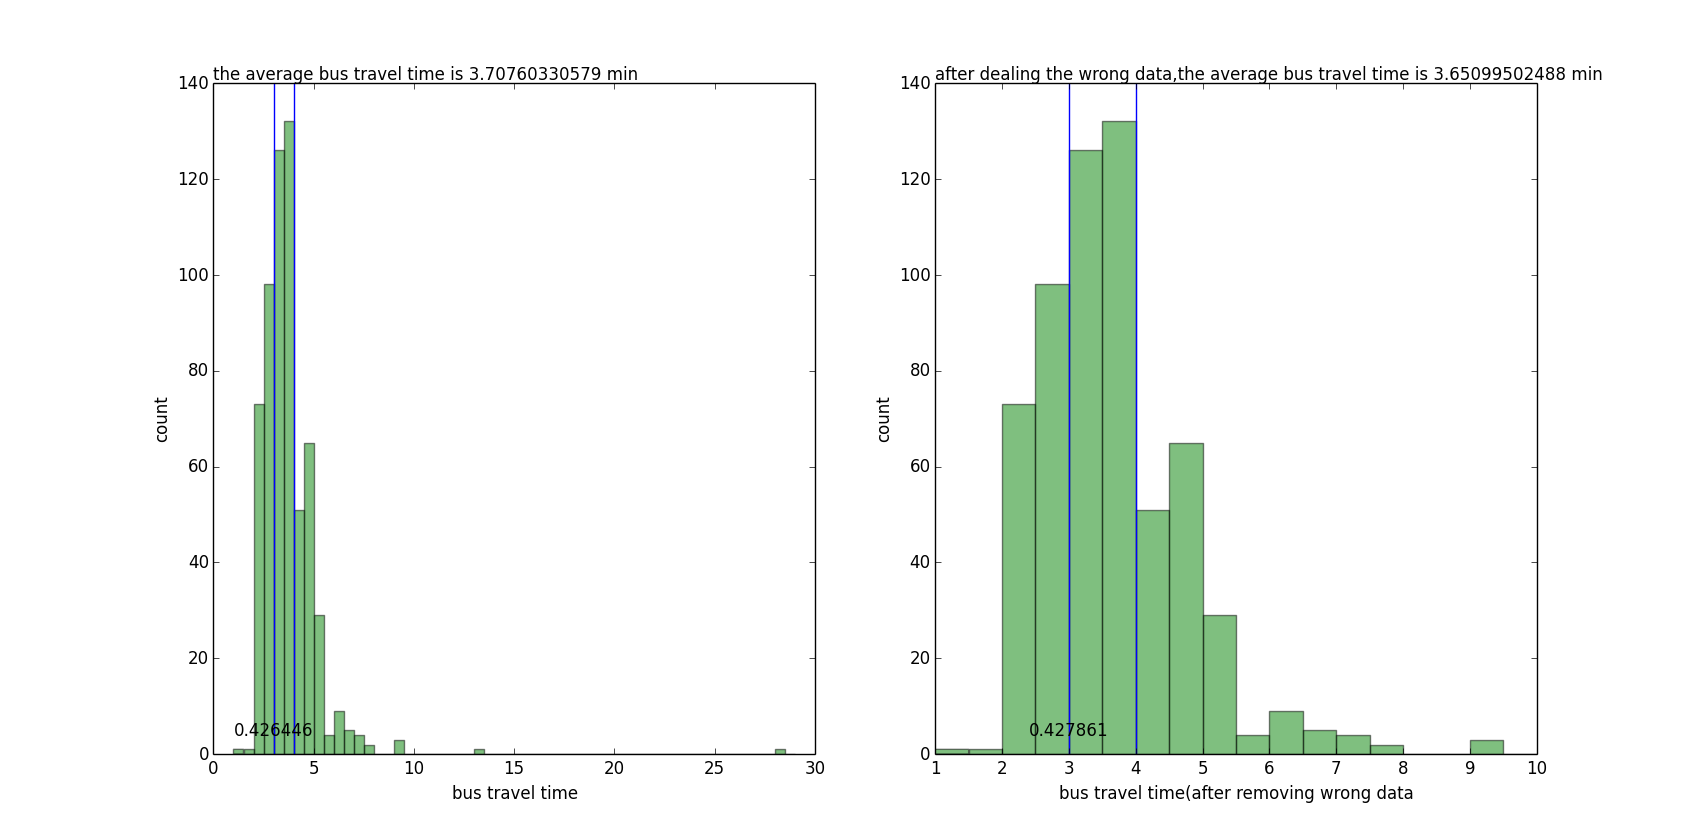 the average bus travel time is 3.70760330579 min
140
120
100
80
60
40
20
0
count
0.426446
0 5 10 15 20 25 30
bus travel time
after dealing the wrong data,the average bus travel time is 3.65099502488 min
140
120
100
80
60
40
20
0
count
0.427861
1 2 3 4 5 6 7 8 9 10
bus travel time(after removing wrong data